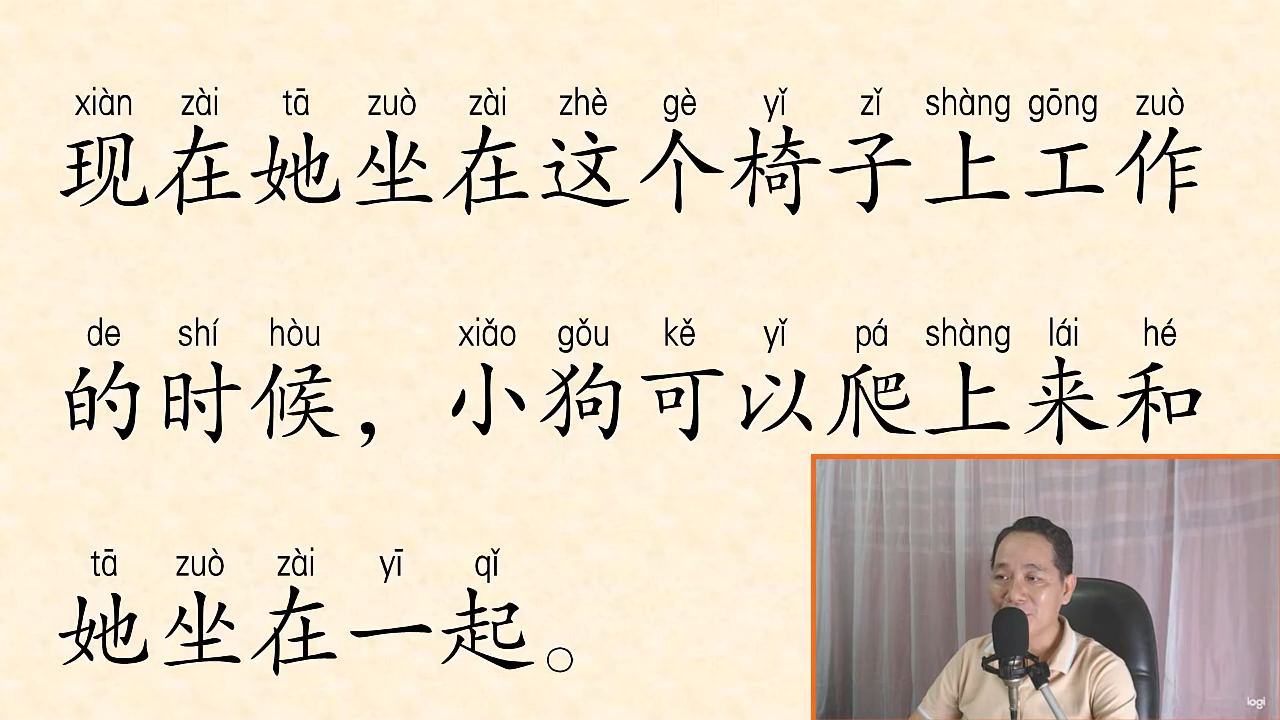 xiàn zài tā zuò zài zhè gè yǐ zǐ shàng gōng zuò
现在她坐在这个椅子上工作
de shí hòu xiǎo gǒu kě yǐ pá shàng lái hé
的时候，小狗可以爬上来和
tā zuò zài yī qǐ
她坐在一起。
logi